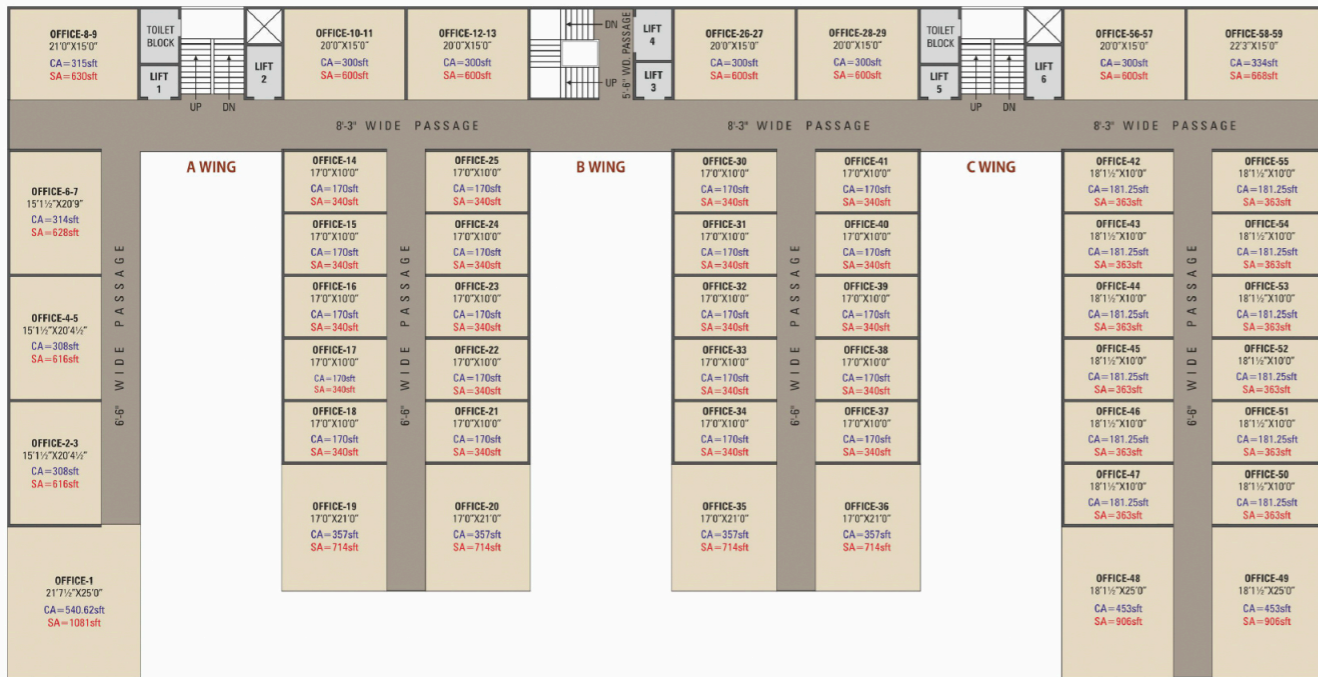 OFFICE-8-9
21'0"X15'0"
CA=315sft
SA=630sft
TOILET
BLOCK
LIFT
1
UP
DN
LIFT
2
OFFICE-10-11
20'0"X15'0"
CA=300sft
SA=600sft
OFFICE-12-13
20'0"X15'0"
CA=300sft
SA=600sft
DN
UP
5'-6" WD. PASSAGE
LIFT
4
LIFT
3
OFFICE-26-27
20'0"X15'0"
CA=300sft
SA=600sft
OFFICE-28-29
20'0"X15'0"
CA=300sft
SA=600sft
TOILET
BLOCK
LIFT
5
UP
DN
LIFT
6
OFFICE-56-57
20'0"X15'0"
CA=300sft
SA=600sft
OFFICE-58-59
22'3"X15'0"
CA=334sft
SA=668sft
8'-3" WIDE PASSAGE
8'-3" WIDE PASSAGE
8'-3" WIDE PASSAGE
A WING
B WING
C WING
OFFICE-6-7
15'1½"X20'9"
CA=314sft
SA=628sft
OFFICE-4-5
15'1½"X20'4½"
CA=308sft
SA=616sft
OFFICE-2-3
15'1½"X20'4½"
CA=308sft
SA=616sft
OFFICE-1
21'7½"X25'0"
CA=540.62sft
SA=1081sft
6'-6" WIDE PASSAGE
OFFICE-14
17'0"X10'0"
CA=170sft
SA=340sft
OFFICE-15
17'0"X10'0"
CA=170sft
SA=340sft
OFFICE-16
17'0"X10'0"
CA=170sft
SA=340sft
OFFICE-17
17'0"X10'0"
CA=170sft
SA=340sft
OFFICE-18
17'0"X10'0"
CA=170sft
SA=340sft
OFFICE-19
17'0"X21'0"
CA=357sft
SA=714sft
6'-6" WIDE PASSAGE
OFFICE-25
17'0"X10'0"
CA=170sft
SA=340sft
OFFICE-24
17'0"X10'0"
CA=170sft
SA=340sft
OFFICE-23
17'0"X10'0"
CA=170sft
SA=340sft
OFFICE-22
17'0"X10'0"
CA=170sft
SA=340sft
OFFICE-21
17'0"X10'0"
CA=170sft
SA=340sft
OFFICE-20
17'0"X21'0"
CA=357sft
SA=714sft
OFFICE-30
17'0"X10'0"
CA=170sft
SA=340sft
OFFICE-31
17'0"X10'0"
CA=170sft
SA=340sft
OFFICE-32
17'0"X10'0"
CA=170sft
SA=340sft
OFFICE-33
17'0"X10'0"
CA=170sft
SA=340sft
OFFICE-34
17'0"X10'0"
CA=170sft
SA=340sft
OFFICE-35
17'0"X21'0"
CA=357sft
SA=714sft
6'-6" WIDE PASSAGE
OFFICE-41
17'0"X10'0"
CA=170sft
SA=340sft
OFFICE-40
17'0"X10'0"
CA=170sft
SA=340sft
OFFICE-39
17'0"X10'0"
CA=170sft
SA=340sft
OFFICE-38
17'0"X10'0"
CA=170sft
SA=340sft
OFFICE-37
17'0"X10'0"
CA=170sft
SA=340sft
OFFICE-36
17'0"X21'0"
CA=357sft
SA=714sft
OFFICE-42
18'1½"X10'0"
CA=181.25sft
SA=363sft
OFFICE-43
18'1½"X10'0"
CA=181.25sft
SA=363sft
OFFICE-44
18'1½"X10'0"
CA=181.25sft
SA=363sft
OFFICE-45
18'1½"X10'0"
CA=181.25sft
SA=363sft
OFFICE-46
18'1½"X10'0"
CA=181.25sft
SA=363sft
OFFICE-47
18'1½"X10'0"
CA=181.25sft
SA=363sft
OFFICE-48
18'1½"X25'0"
CA=453sft
SA=906sft
6'-6" WIDE PASSAGE
OFFICE-55
18'1½"X10'0"
CA=181.25sft
SA=363sft
OFFICE-54
18'1½"X10'0"
CA=181.25sft
SA=363sft
OFFICE-53
18'1½"X10'0"
CA=181.25sft
SA=363sft
OFFICE-52
18'1½"X10'0"
CA=181.25sft
SA=363sft
OFFICE-51
18'1½"X10'0"
CA=181.25sft
SA=363sft
OFFICE-50
18'1½"X10'0"
CA=181.25sft
SA=363sft
OFFICE-49
18'1½"X25'0"
CA=453sft
SA=906sft